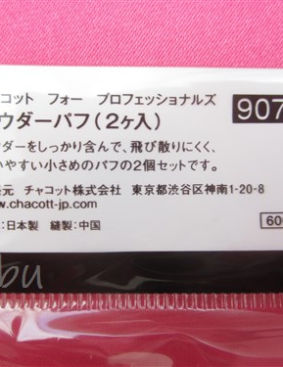 コット フォー プロフェッショナルズ
ウダーパフ（2ヶ入） 907
ダーをしっかり含んで、飛び散りにくく、
いやすい小さめのパフの2個セットです。
元 チャコット株式会社 東京都渋谷区神南1-20-8
www.chacott-jp.com
:日本製 縫製:中国 60
bu